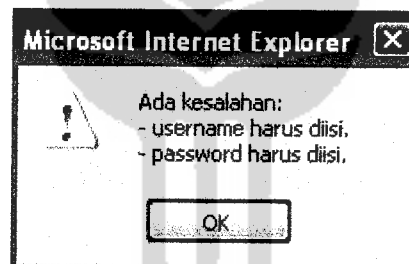 Microsoft Internet Explorer
Ada kesalahan:
- username harus diisi.
- password harus diisi.
OK